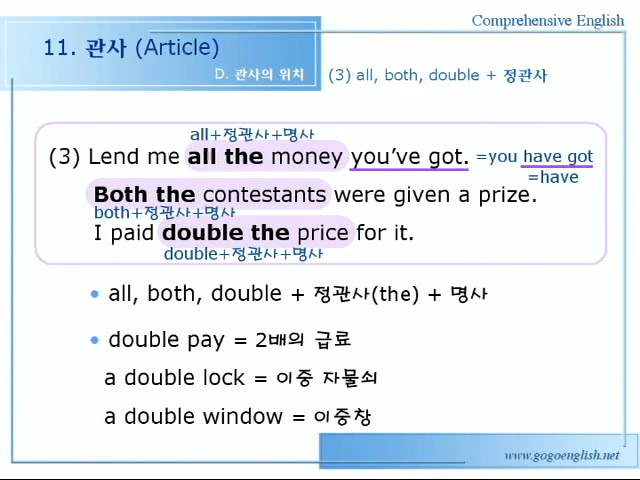 Comprehensive English
11. 관사 (Article)
D. 관사의 위치
(3) all, both, double + 정관사
all+정관사+명사
(3) Lend me all the money you've got. =you have got
=have
Both the contestants were given a prize.
both+정관사+명사
I paid double the price for it.
double+정관사+명사
• all, both, double + 정관사(the) + 명사
• double pay = 2배의 급료
a double lock = 이중 자물쇠
a double window = 이중창
www.gogoenglish.net